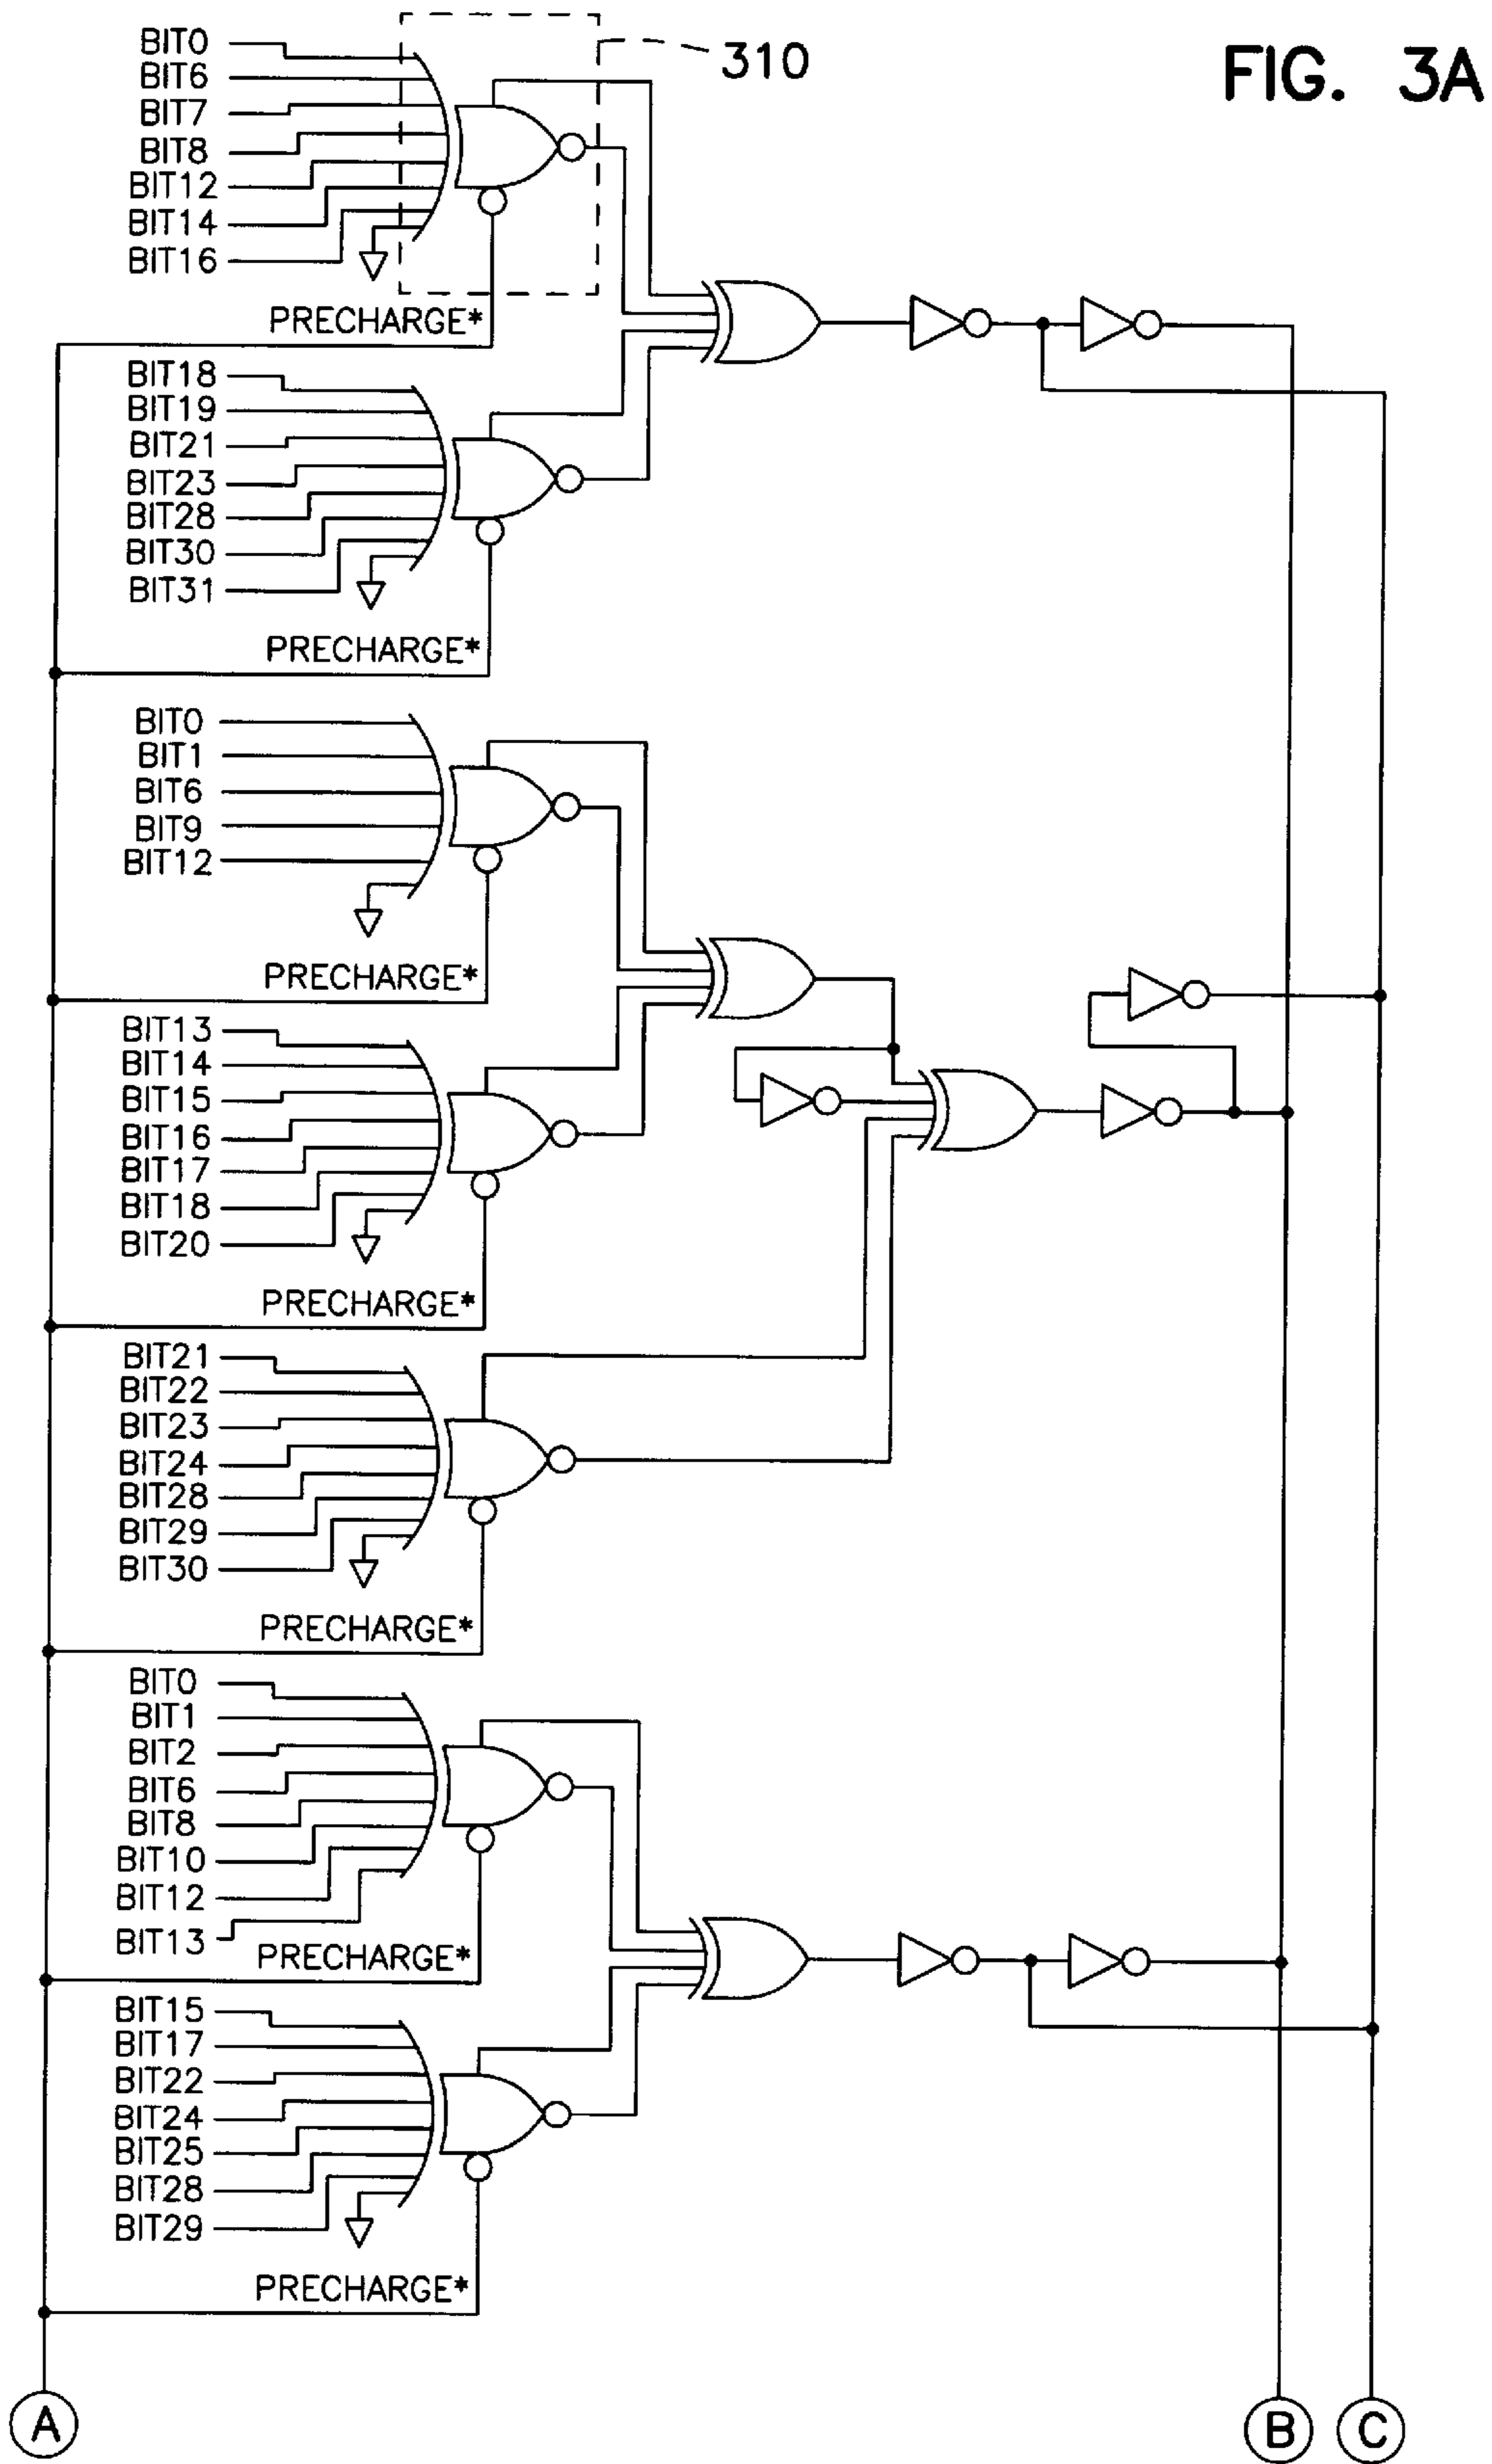 FIG. 3A
310
BIT0
BIT6
BIT7
BIT8
BIT12
BIT14
BIT16
PRECHARGE*
BIT18
BIT19
BIT21
BIT23
BIT28
BIT30
BIT31
PRECHARGE*
BIT0
BIT1
BIT6
BIT9
BIT12
PRECHARGE*
BIT13
BIT14
BIT15
BIT16
BIT17
BIT18
BIT20
PRECHARGE*
BIT21
BIT22
BIT23
BIT24
BIT28
BIT29
BIT30
PRECHARGE*
BIT0
BIT1
BIT2
BIT6
BIT8
BIT10
BIT12
BIT13
PRECHARGE*
BIT15
BIT17
BIT22
BIT24
BIT25
BIT28
BIT29
PRECHARGE*
A
B
C